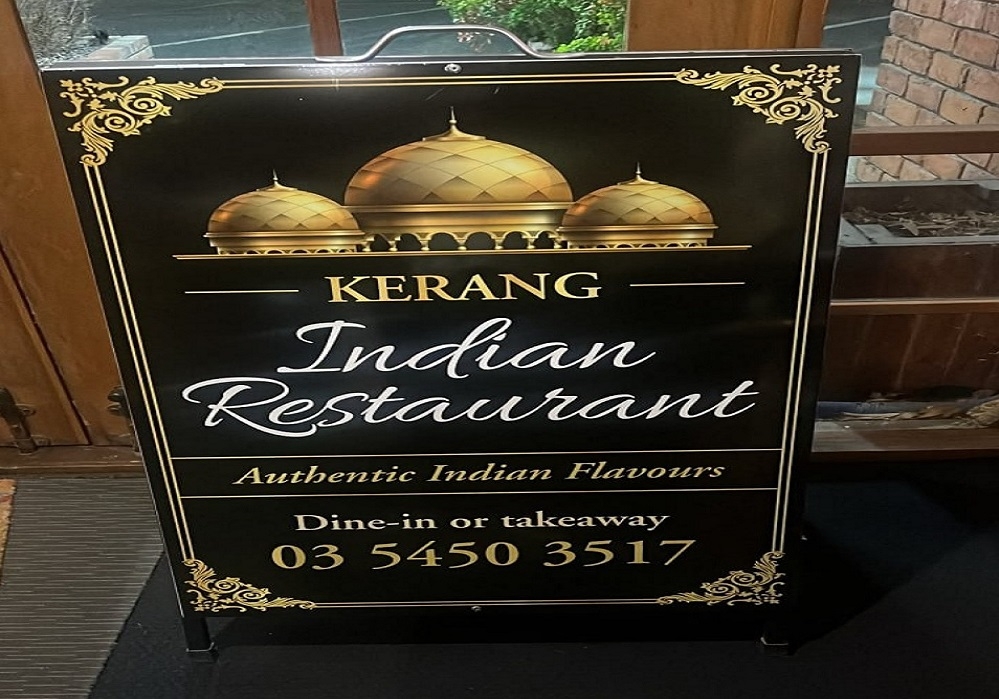 KERANG
Indian
Restaurant
Authentic Indian Flavours
Dine-in or takeaway
03 5450 3517